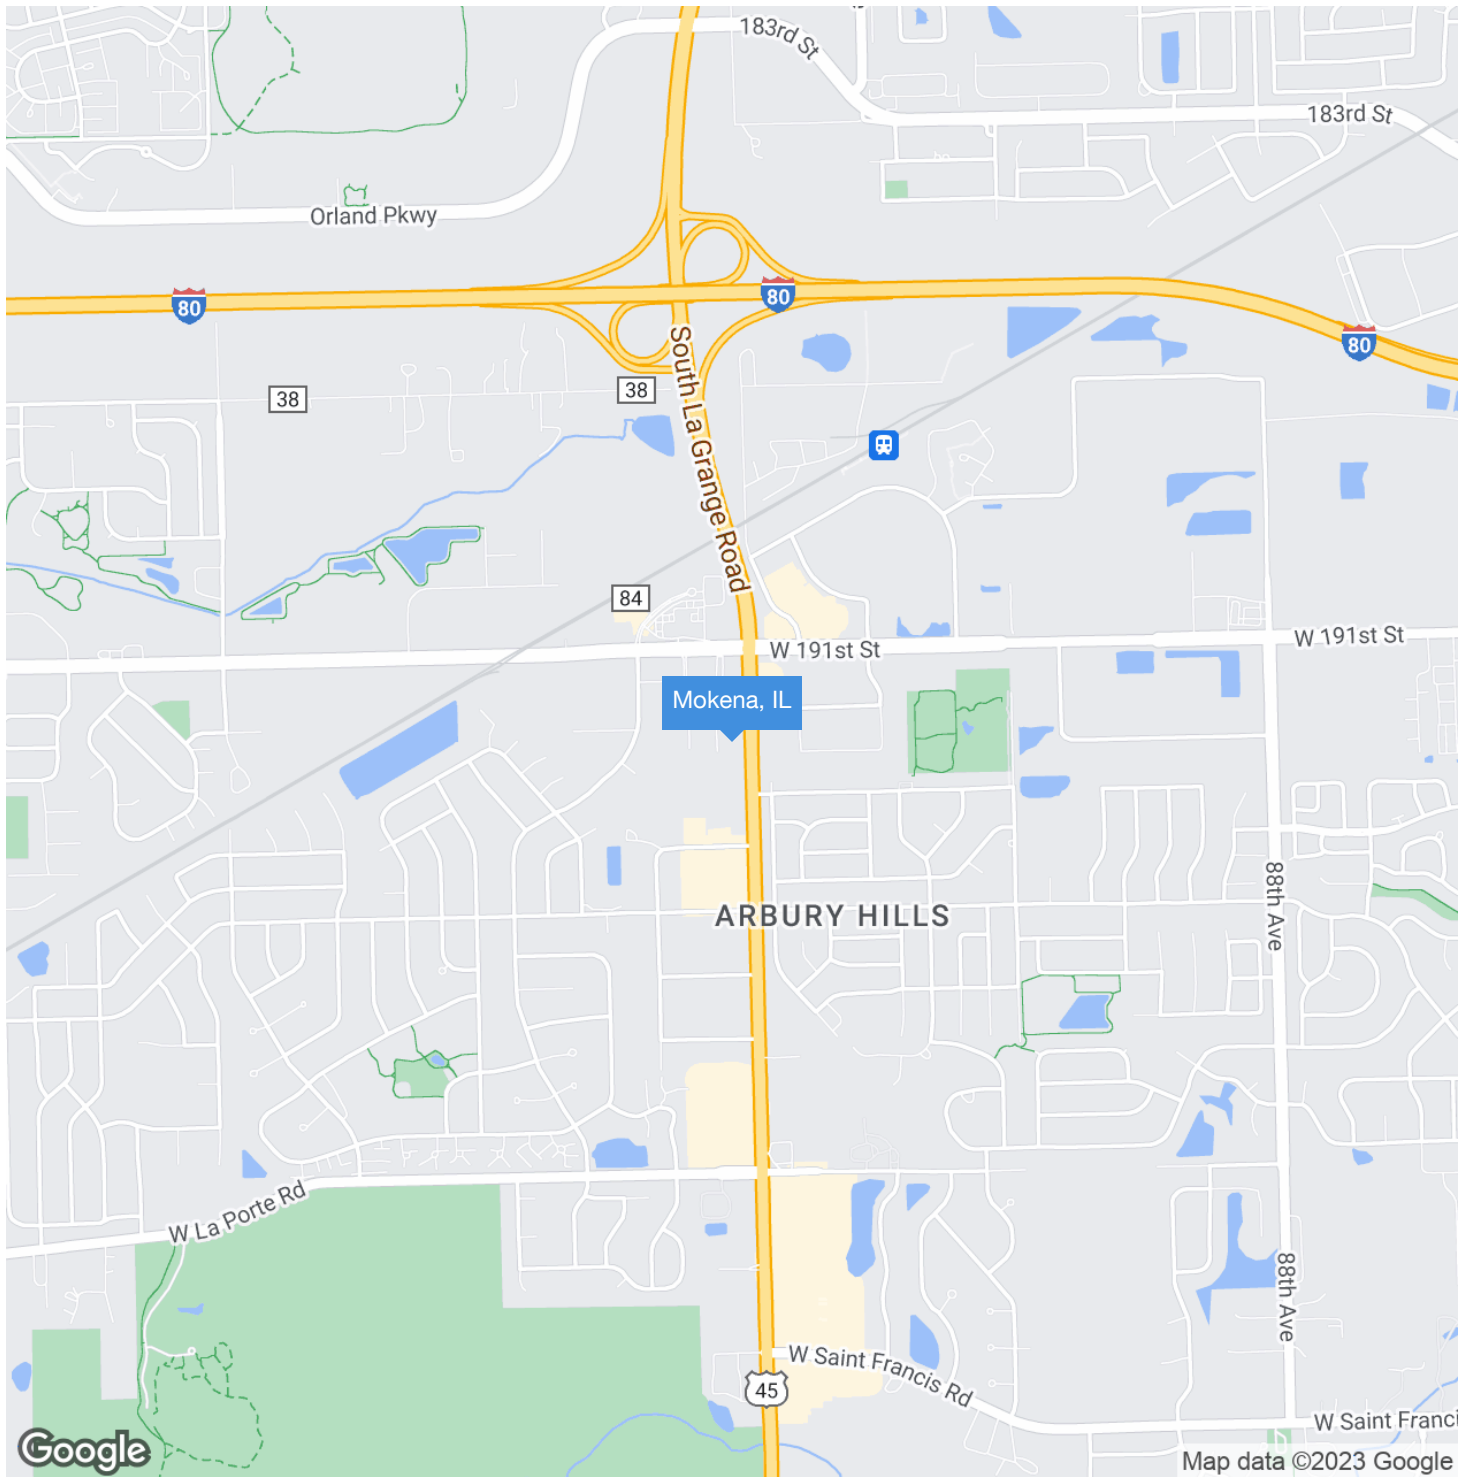 183rd St
183rd St
Orland Pkwy
80
80
80
South La Grange Road
38
38
84
W 191st St
W 191st St
Mokena, IL
ARBURY HILLS
88th Ave
W La Porte Rd
88th Ave
W Saint Francis Rd
45
W Saint Franci
Google
Map data ©2023 Google